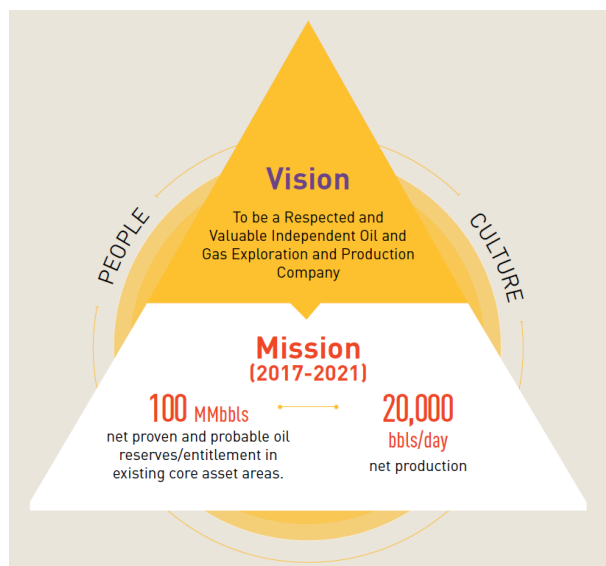 Vision
To be a Respected and
Valuable Independent Oil and
Gas Exploration and Production
Company
PEOPLE
CULTURE
Mission
(2017-2021)
100 MMbbls
net proven and probable oil
reserves/entitlement in
existing core asset areas.
20,000
bbls/day
net production